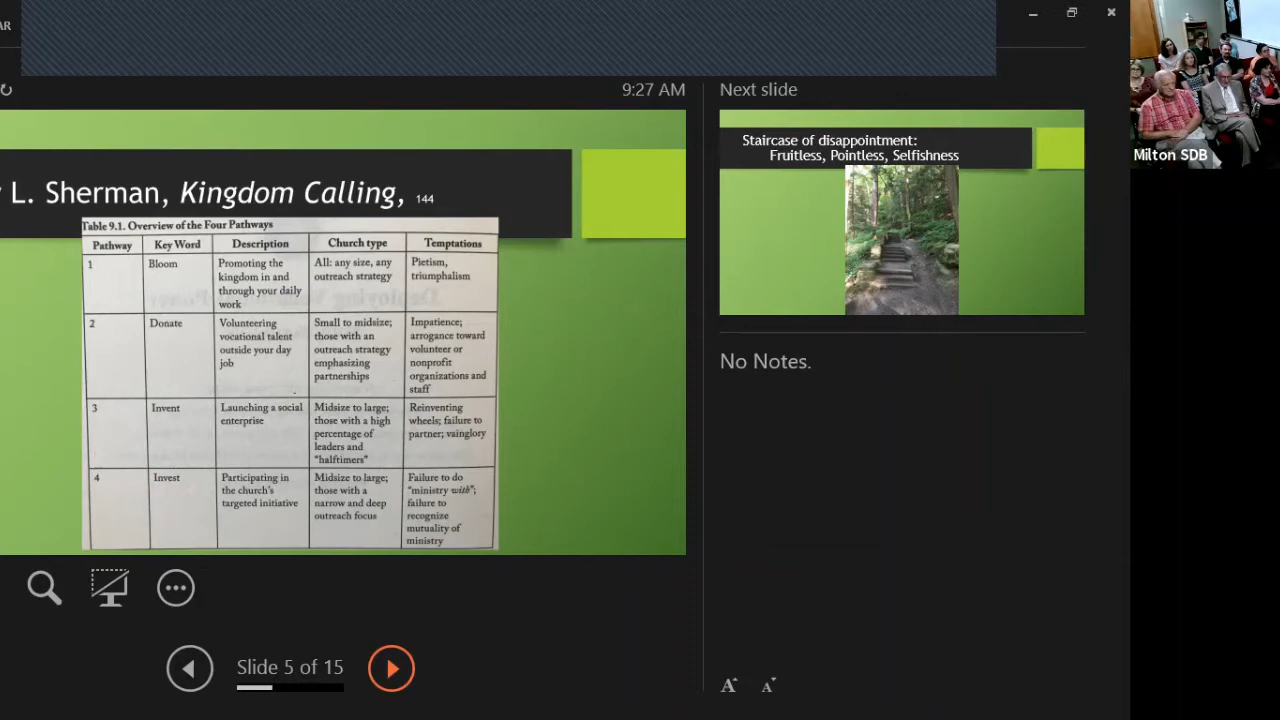 AR
9:27 AM
Next slide
L. Sherman, Kingdom Calling, 144
Table 9.1. Overview of the Four Pathways
Pathway Key Word Description Church type Temptations
1 Bloom Promoting the kingdom in and through your daily work All: any size, any outreach strategy Pietism, triumphalism
2 Donate Volunteering vocational talent outside your day job Small to midsize; those with an outreach strategy emphasizing partnerships Impatience; arrogance toward volunteer or nonprofit organizations and staff
3 Invent Launching a social enterprise Midsize to large; those with a high percentage of leaders and "halftimers" Reinventing wheels; failure to partner; vainglory
4 Invest Participating in the church's targeted initiative Midsize to large; those with a narrow and deep outreach focus Failure to do "ministry with"; failure to recognize mutuality of ministry
Staircase of disappointment:
Fruitless, Pointless, Selfishness
No Notes.
Slide 5 of 15
A A
Milton SDB